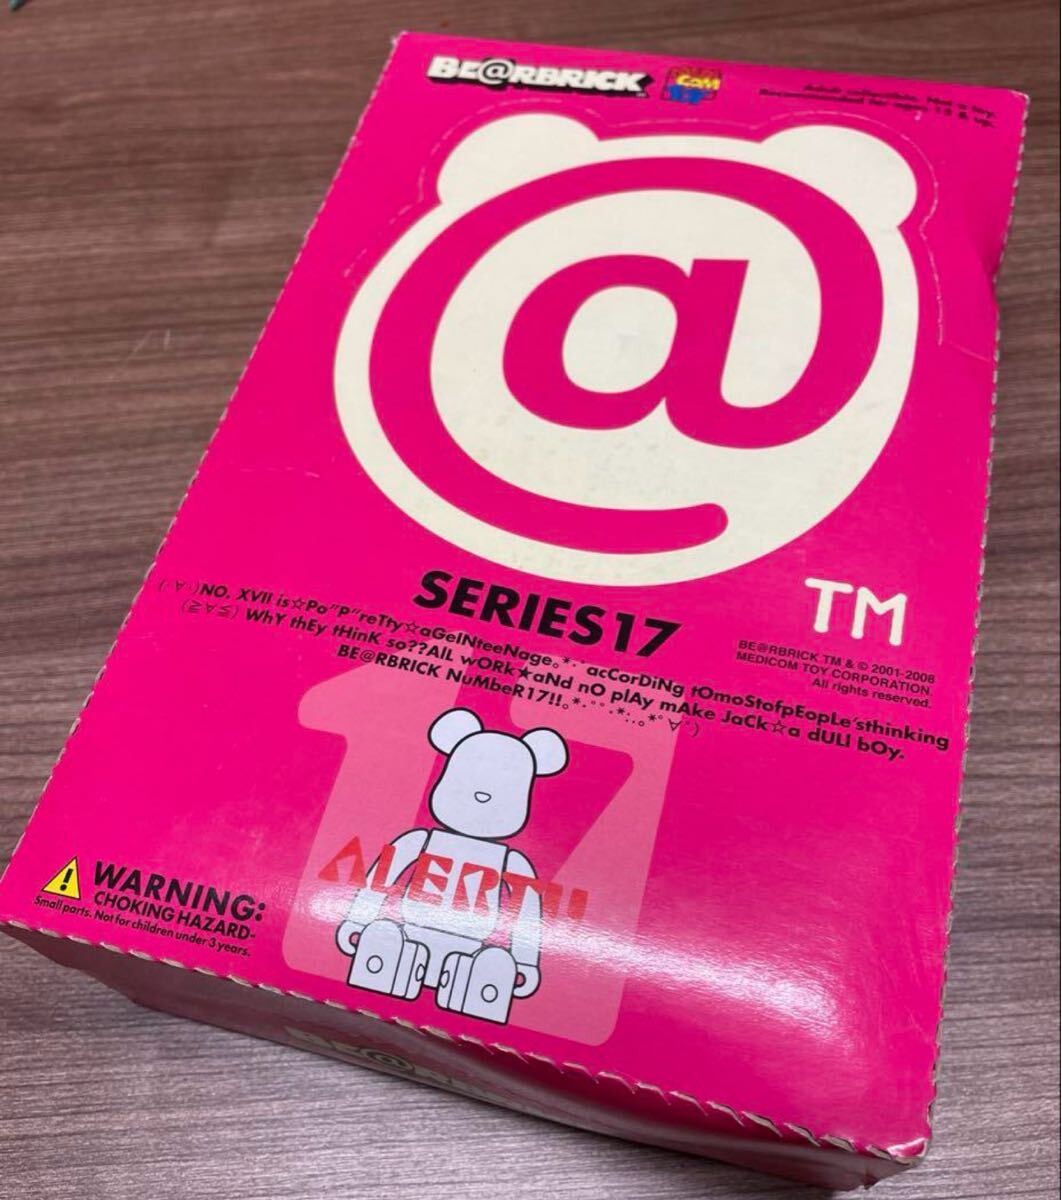 BE@RBRICK
Adult collectible. Not a toy.
Recommended for ages 15 & up.
@
SERIES17
TM
BE@RBRICK TM & © 2001-2008
MEDICOM TOY CORPORATION.
All rights reserved.
(・∀・)NO. XVII is☆Po"P"reTty☆aGeINteeNage。*・゜acCorDiNg tOmoStofpEopLe'sthinking
(≧∀≦) WhY thEy tHinK so??AlL wORk★aNd nO plAy mAke JaCk☆a dULl bOy.
BE@RBRICK NuMbeR17!!。*・゜゜・*:.。*゜∀゜)
17
ALERT!!
WARNING:
CHOKING HAZARD-
Small parts. Not for children under 3 years.